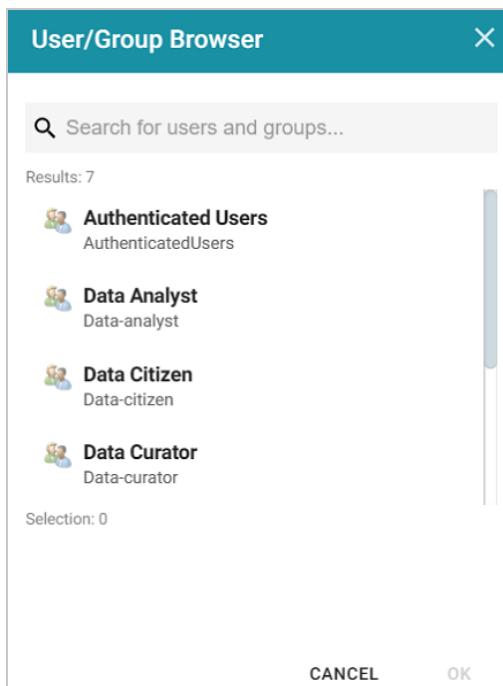 User/Group Browser
Search for users and groups...
Results: 7
Authenticated Users
AuthenticatedUsers
Data Analyst
Data-analyst
Data Citizen
Data-citizen
Data Curator
Data-curator
Selection: 0
CANCEL OK